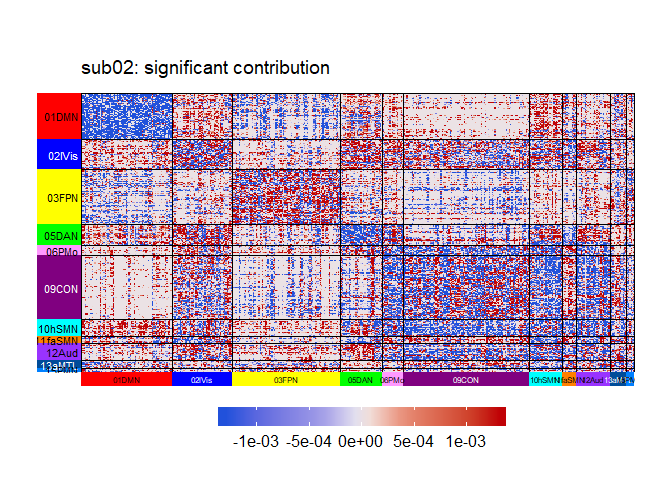 sub02: significant contribution
01DMN
02lVis
03FPN
05DAN
06PMo
09CON
10hSMN
12Aud
01DMN
02lVis
03FPN
05DAN
06PMo
09CON
10hSMN
-1e-03 -5e-04 0e+00 5e-04 1e-03